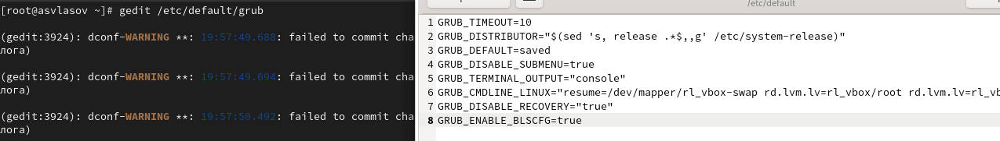 [root@asvlasov ~]# gedit /etc/default/grub
(gedit:3924): dconf-WARNING **: 19:57:49.688: failed to commit cha
лога)
(gedit:3924): dconf-WARNING **: 19:57:49.694: failed to commit cha
лога)
(gedit:3924): dconf-WARNING **: 19:57:50.492: failed to commit cha
лога)
/etc/default
1 GRUB_TIMEOUT=10
2 GRUB_DISTRIBUTOR="$(sed 's, release .*$,,g' /etc/system-release)"
3 GRUB_DEFAULT=saved
4 GRUB_DISABLE_SUBMENU=true
5 GRUB_TERMINAL_OUTPUT="console"
6 GRUB_CMDLINE_LINUX="resume=/dev/mapper/rl_vbox-swap rd.lvm.lv=rl_vbox/root rd.lvm.lv=rl_vb
7 GRUB_DISABLE_RECOVERY="true"
8 GRUB_ENABLE_BLSCFG=true